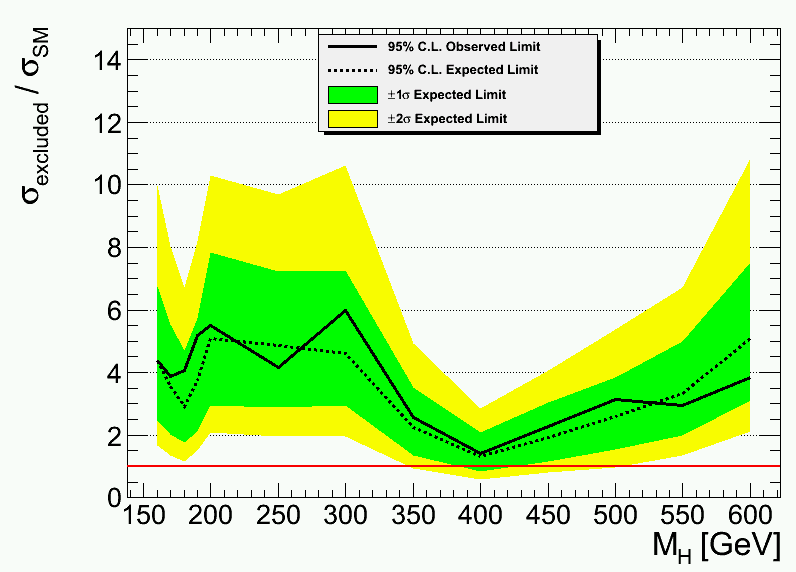 σexcluded / σSM
95% C.L. Observed Limit
95% C.L. Expected Limit
±1σ Expected Limit
±2σ Expected Limit
14
12
10
8
6
4
2
0
150 200 250 300 350 400 450 500 550 600
MH [GeV]